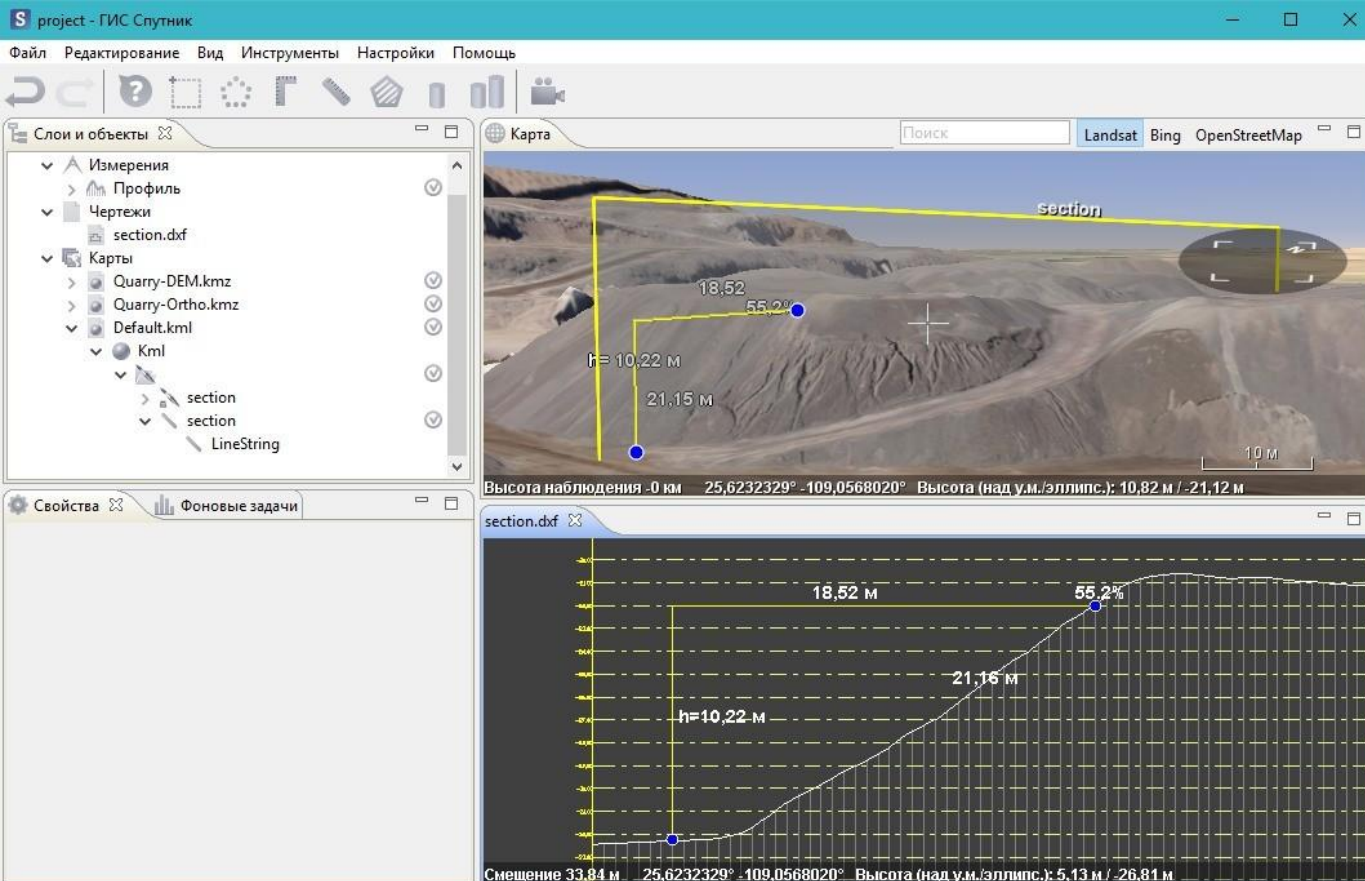 S project - ГИС Спутник
Файл Редактирование Вид Инструменты Настройки Помощь
Слои и объекты
Измерения
Профиль
Чертежи
section.dxf
Карты
Quarry-DEM.kmz
Quarry-Ortho.kmz
Default.kml
Kml
section
section
LineString
Свойства Фоновые задачи
Карта Поиск Landsat Bing OpenStreetMap
section
18,52
55,2%
h= 10,22 м
21,15 м
10 м
Высота наблюдения -0 км 25,6232329° -109,0568020° Высота (над у.м./эллипс.): 10,82 м / -21,12 м
section.dxf
18,52 м 55,2%
21,16 м
h=10,22 м
Смещение 33,84 м 25,6232329° -109,0568020° Высота (над у.м./эллипс.): 5,13 м / -26,81 м